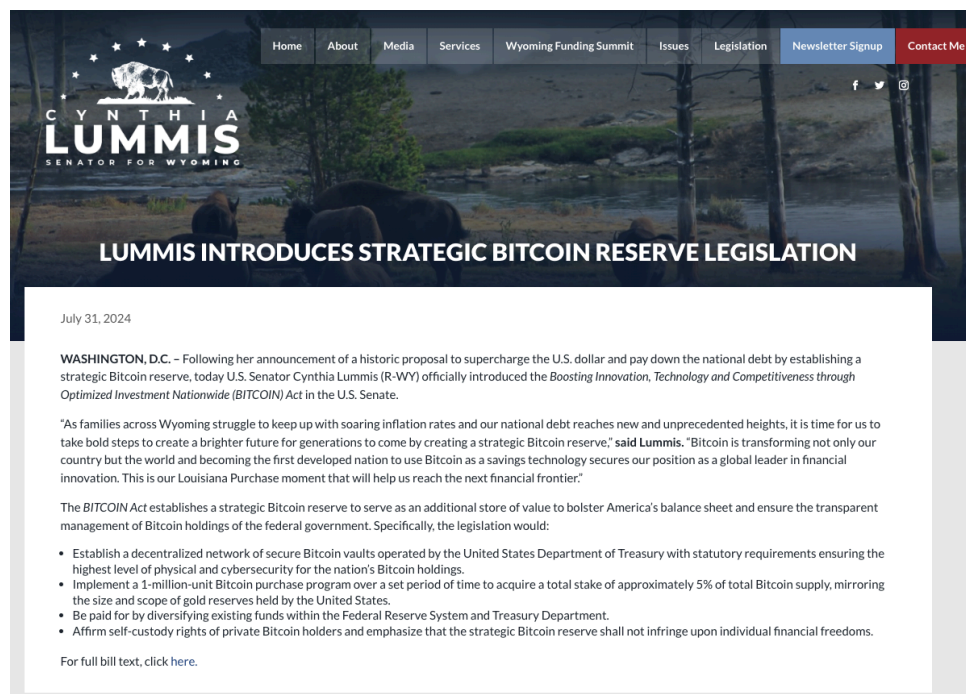 Home About Media Services Wyoming Funding Summit Issues Legislation Newsletter Signup Contact Me
CYNTHIA
LUMMIS
SENATOR FOR WYOMING
LUMMIS INTRODUCES STRATEGIC BITCOIN RESERVE LEGISLATION
July 31, 2024
WASHINGTON, D.C. – Following her announcement of a historic proposal to supercharge the U.S. dollar and pay down the national debt by establishing a
strategic Bitcoin reserve, today U.S. Senator Cynthia Lummis (R-WY) officially introduced the Boosting Innovation, Technology and Competitiveness through
Optimized Investment Nationwide (BITCOIN) Act in the U.S. Senate.
“As families across Wyoming struggle to keep up with soaring inflation rates and our national debt reaches new and unprecedented heights, it is time for us to
take bold steps to create a brighter future for generations to come by creating a strategic Bitcoin reserve,” said Lummis. “Bitcoin is transforming not only our
country but the world and becoming the first developed nation to use Bitcoin as a savings technology secures our position as a global leader in financial
innovation. This is our Louisiana Purchase moment that will help us reach the next financial frontier.”
The BITCOIN Act establishes a strategic Bitcoin reserve to serve as an additional store of value to bolster America’s balance sheet and ensure the transparent
management of Bitcoin holdings of the federal government. Specifically, the legislation would:
• Establish a decentralized network of secure Bitcoin vaults operated by the United States Department of Treasury with statutory requirements ensuring the
highest level of physical and cybersecurity for the nation’s Bitcoin holdings.
• Implement a 1-million-unit Bitcoin purchase program over a set period of time to acquire a total stake of approximately 5% of total Bitcoin supply, mirroring
the size and scope of gold reserves held by the United States.
• Be paid for by diversifying existing funds within the Federal Reserve System and Treasury Department.
• Affirm self-custody rights of private Bitcoin holders and emphasize that the strategic Bitcoin reserve shall not infringe upon individual financial freedoms.
For full bill text, click here.